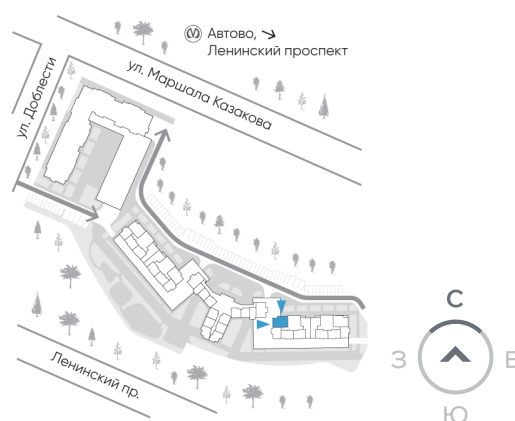 Автово, ↘
Ленинский проспект
ул. Маршала Казакова
ул. Доблести
Ленинский пр.
С
З
В
Ю